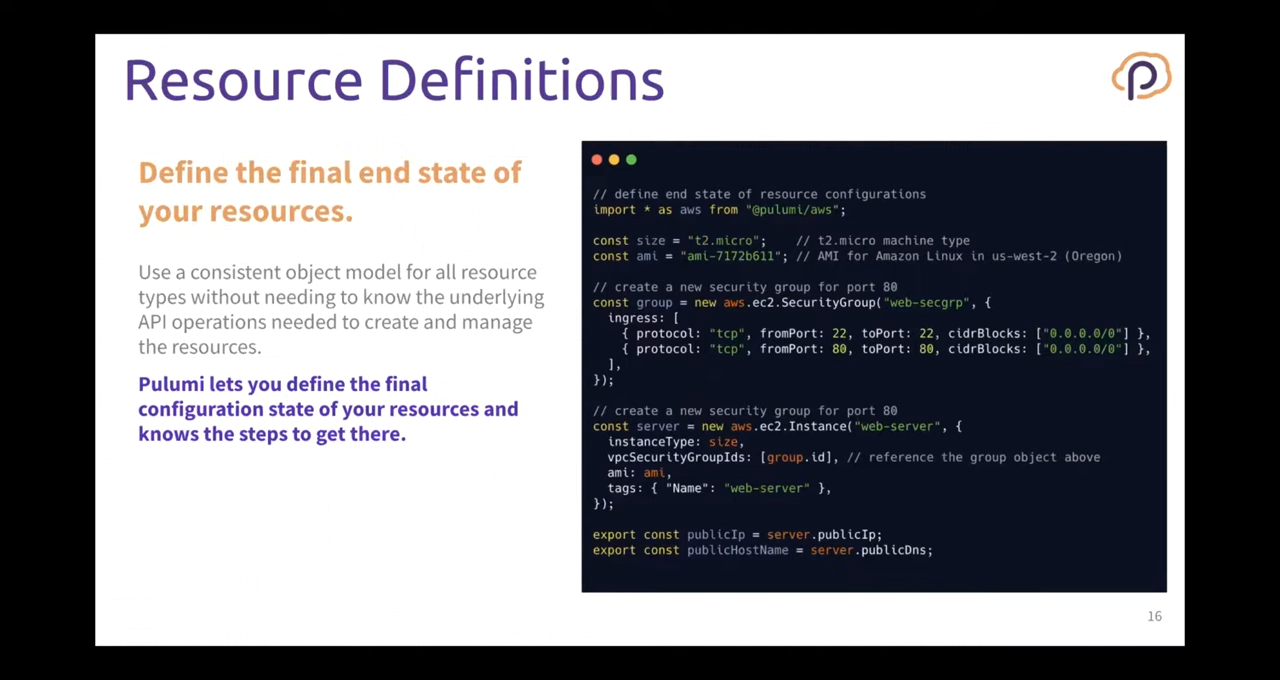 Resource Definitions
Define the final end state of
your resources.
Use a consistent object model for all resource
types without needing to know the underlying
API operations needed to create and manage
the resources.
Pulumi lets you define the final
configuration state of your resources and
knows the steps to get there.
// define end state of resource configurations
import * as aws from "@pulumi/aws";
const size = "t2.micro";    // t2.micro machine type
const ami = "ami-7172b611"; // AMI for Amazon Linux in us-west-2 (Oregon)
// create a new security group for port 80
const group = new aws.ec2.SecurityGroup("web-secgrp", {
  ingress: [
    { protocol: "tcp", fromPort: 22, toPort: 22, cidrBlocks: ["0.0.0.0/0"] },
    { protocol: "tcp", fromPort: 80, toPort: 80, cidrBlocks: ["0.0.0.0/0"] },
  ],
});
// create a new security group for port 80
const server = new aws.ec2.Instance("web-server", {
  instanceType: size,
  vpcSecurityGroupIds: [group.id], // reference the group object above
  ami: ami,
  tags: { "Name": "web-server" },
});
export const publicIp = server.publicIp;
export const publicHostName = server.publicDns;
16